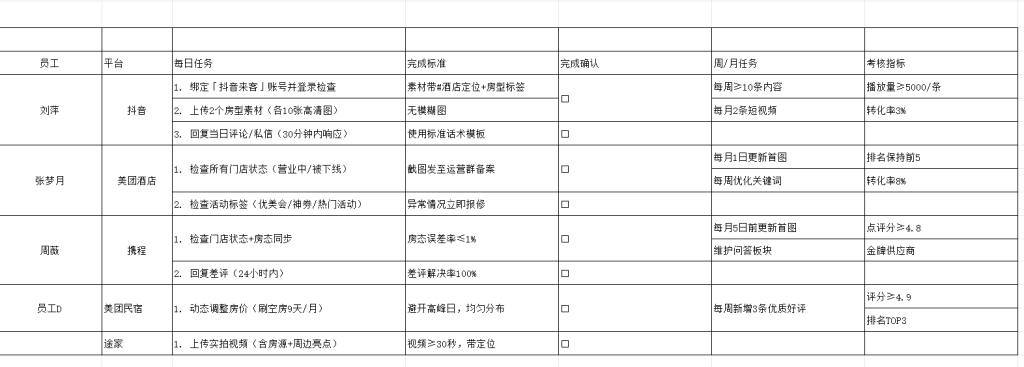 员工 平台 每日任务 完成标准 完成确认 周/月任务 考核指标
刘萍 抖音 1. 绑定「抖音来客」账号并登录检查 素材带#酒店定位+房型标签 □ 每周≥10条内容 播放量≥5000/条
2. 上传2个房型素材（各10张高清图） 无模糊图 每月2条短视频 转化率3%
3. 回复当日评论/私信（30分钟内响应） 使用标准话术模板 □
张梦月 美团酒店 1. 检查所有门店状态（营业中/被下线） 截图发至运营群备案 □ 每月1日更新首图 排名保持前5
每周优化关键词 转化率8%
2. 检查活动标签（优美会/神券/热门活动） 异常情况立即报修 □
周薇 携程 1. 检查门店状态+房态同步 房态误差率≤1% □ 每月5日前更新首图 点评分≥4.8
维护问答板块 金牌供应商
2. 回复差评（24小时内） 差评解决率100% □
员工D 美团民宿 1. 动态调整房价（刷空房9天/月） 避开高峰日，均匀分布 □ 每周新增3条优质好评 评分≥4.9
排名TOP3
途家 1. 上传实拍视频（含房源+周边亮点） 视频≥30秒，带定位 □